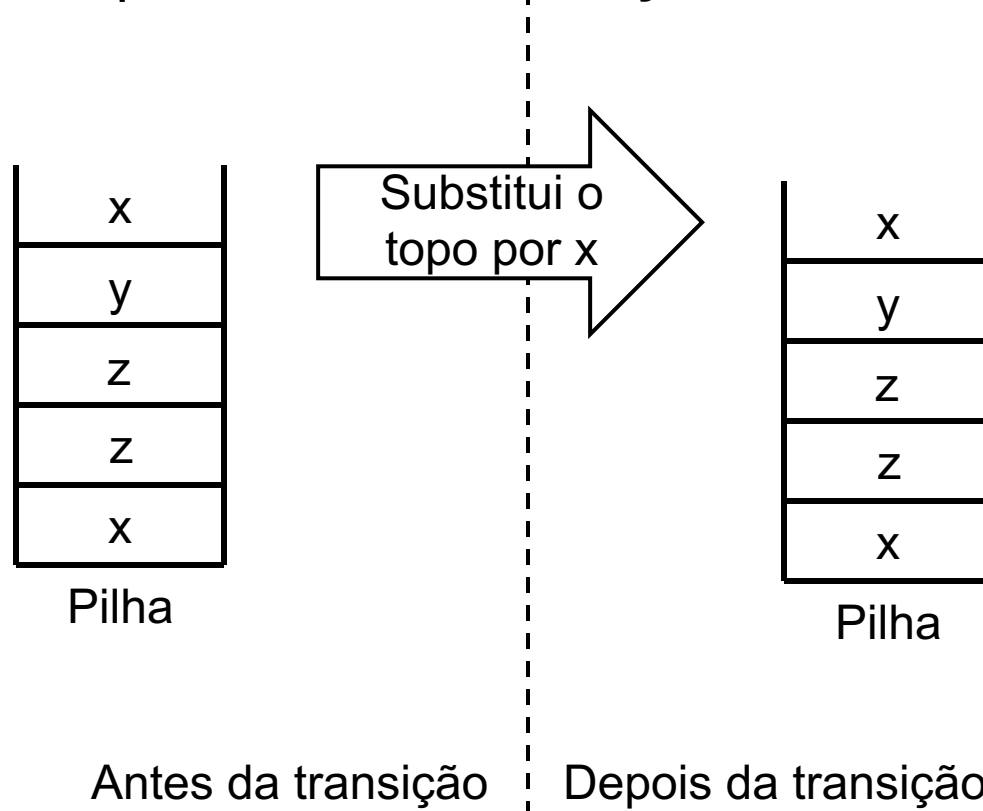 x
y
z
z
x
Pilha
Substitui o
topo por x
x
y
z
z
x
Pilha
Antes da transição
Depois da transição